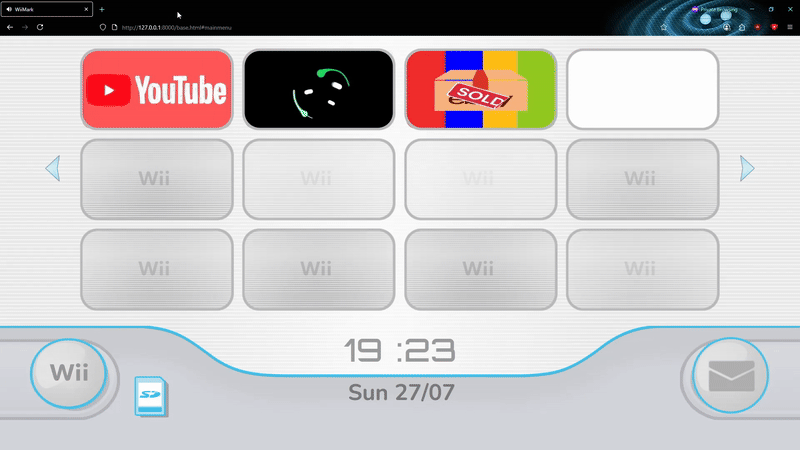 WiiMark
Private browsing
http://127.0.0.1:8000/base.html#mainmenu
YouTube
SOLD
Wii
Wii
Wii
Wii
Wii
Wii
Wii
Wii
19 :23
Wii
SD
Sun 27/07